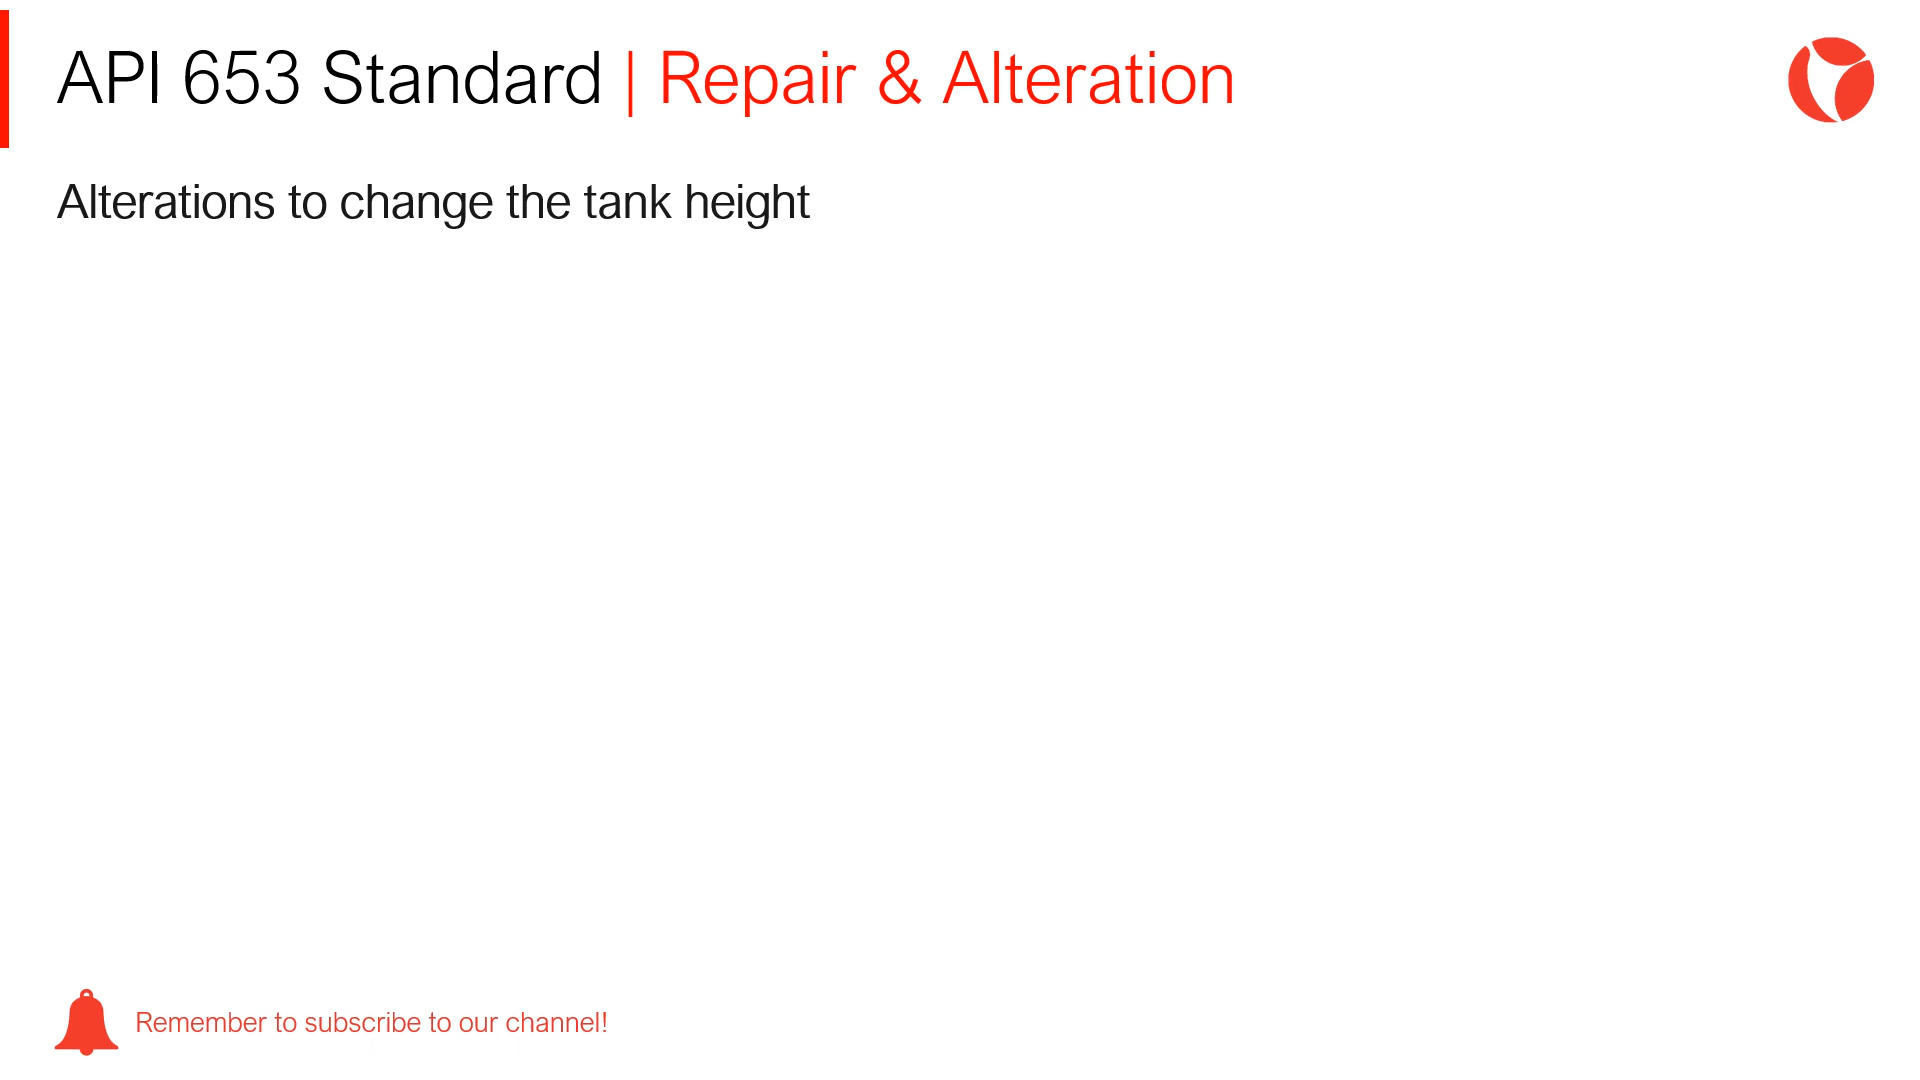 API 653 Standard | Repair & Alteration
Alterations to change the tank height
Remember to subscribe to our channel!